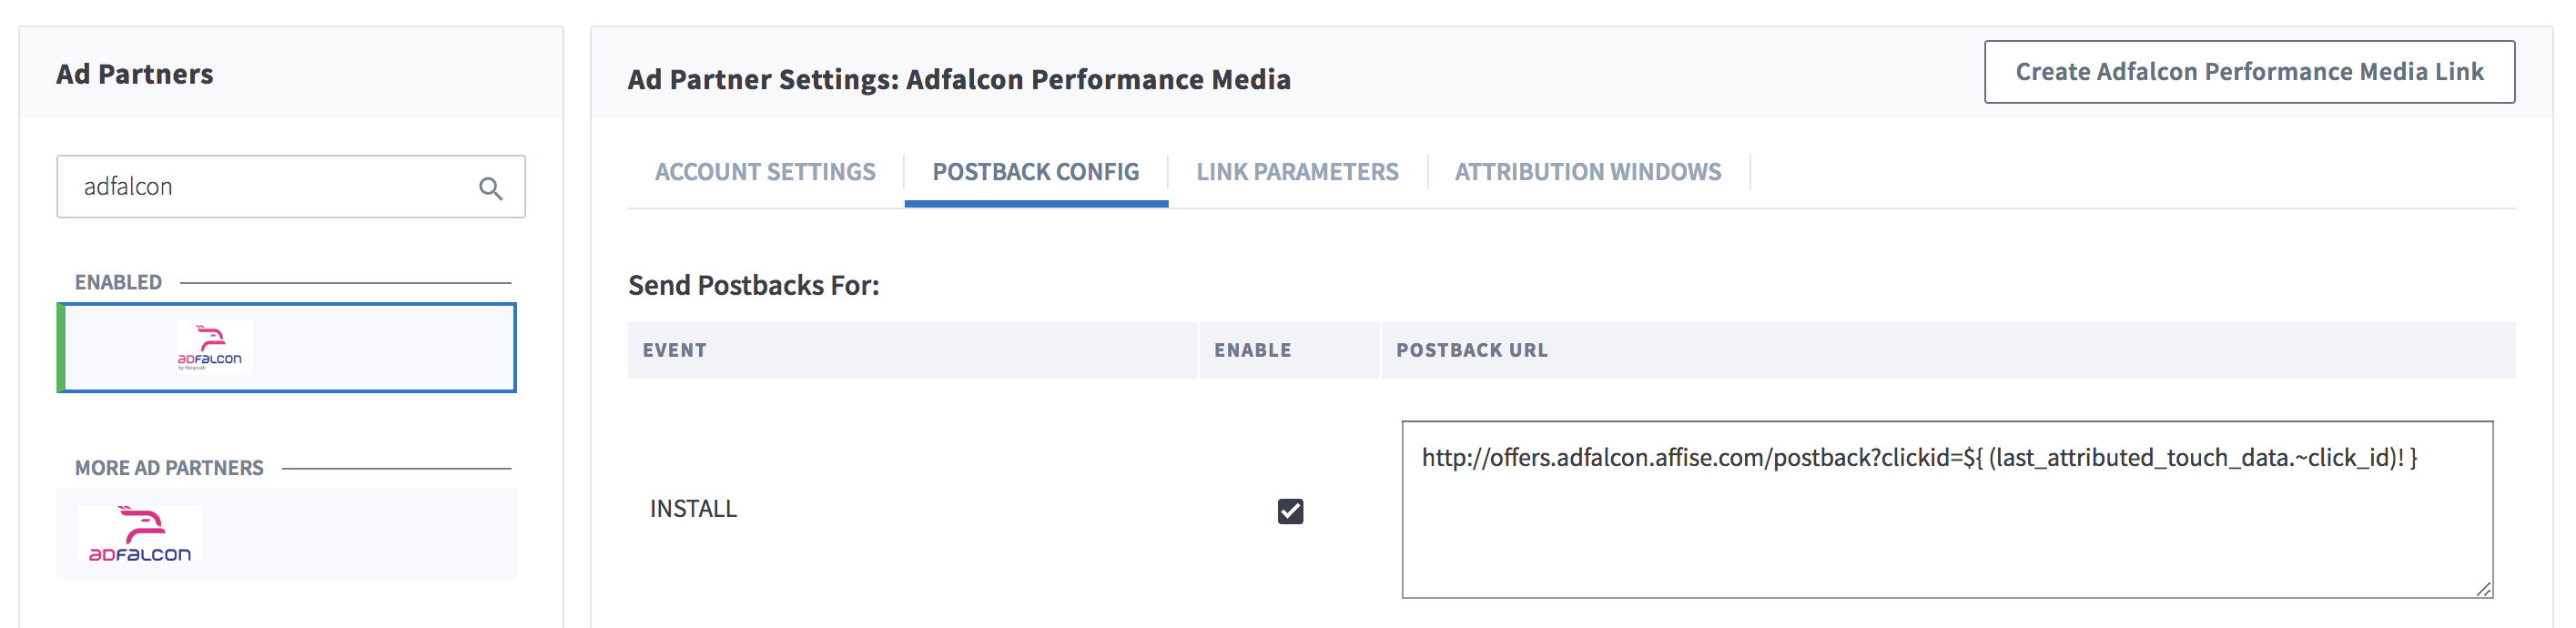 Ad Partners
adfalcon
ENABLED
ADFALCON
by Noqoush
MORE AD PARTNERS
ADFALCON
Ad Partner Settings: Adfalcon Performance Media
Create Adfalcon Performance Media Link
ACCOUNT SETTINGS
POSTBACK CONFIG
LINK PARAMETERS
ATTRIBUTION WINDOWS
Send Postbacks For:
EVENT ENABLE POSTBACK URL
INSTALL
http://offers.adfalcon.affise.com/postback?clickid=${ (last_attributed_touch_data.~click_id)! }